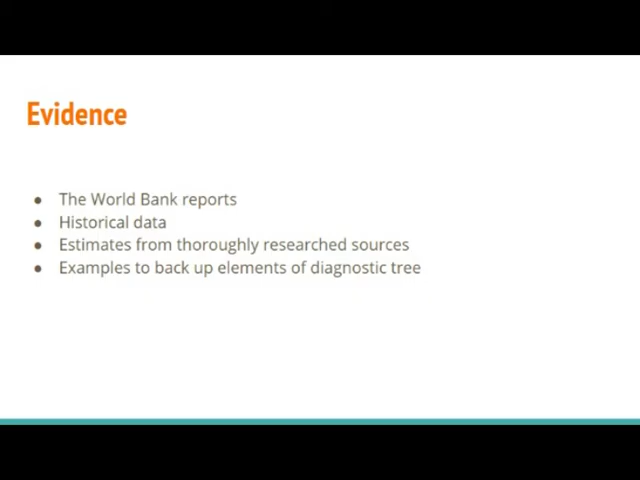 Evidence
● The World Bank reports
● Historical data
● Estimates from thoroughly researched sources
● Examples to back up elements of diagnostic tree